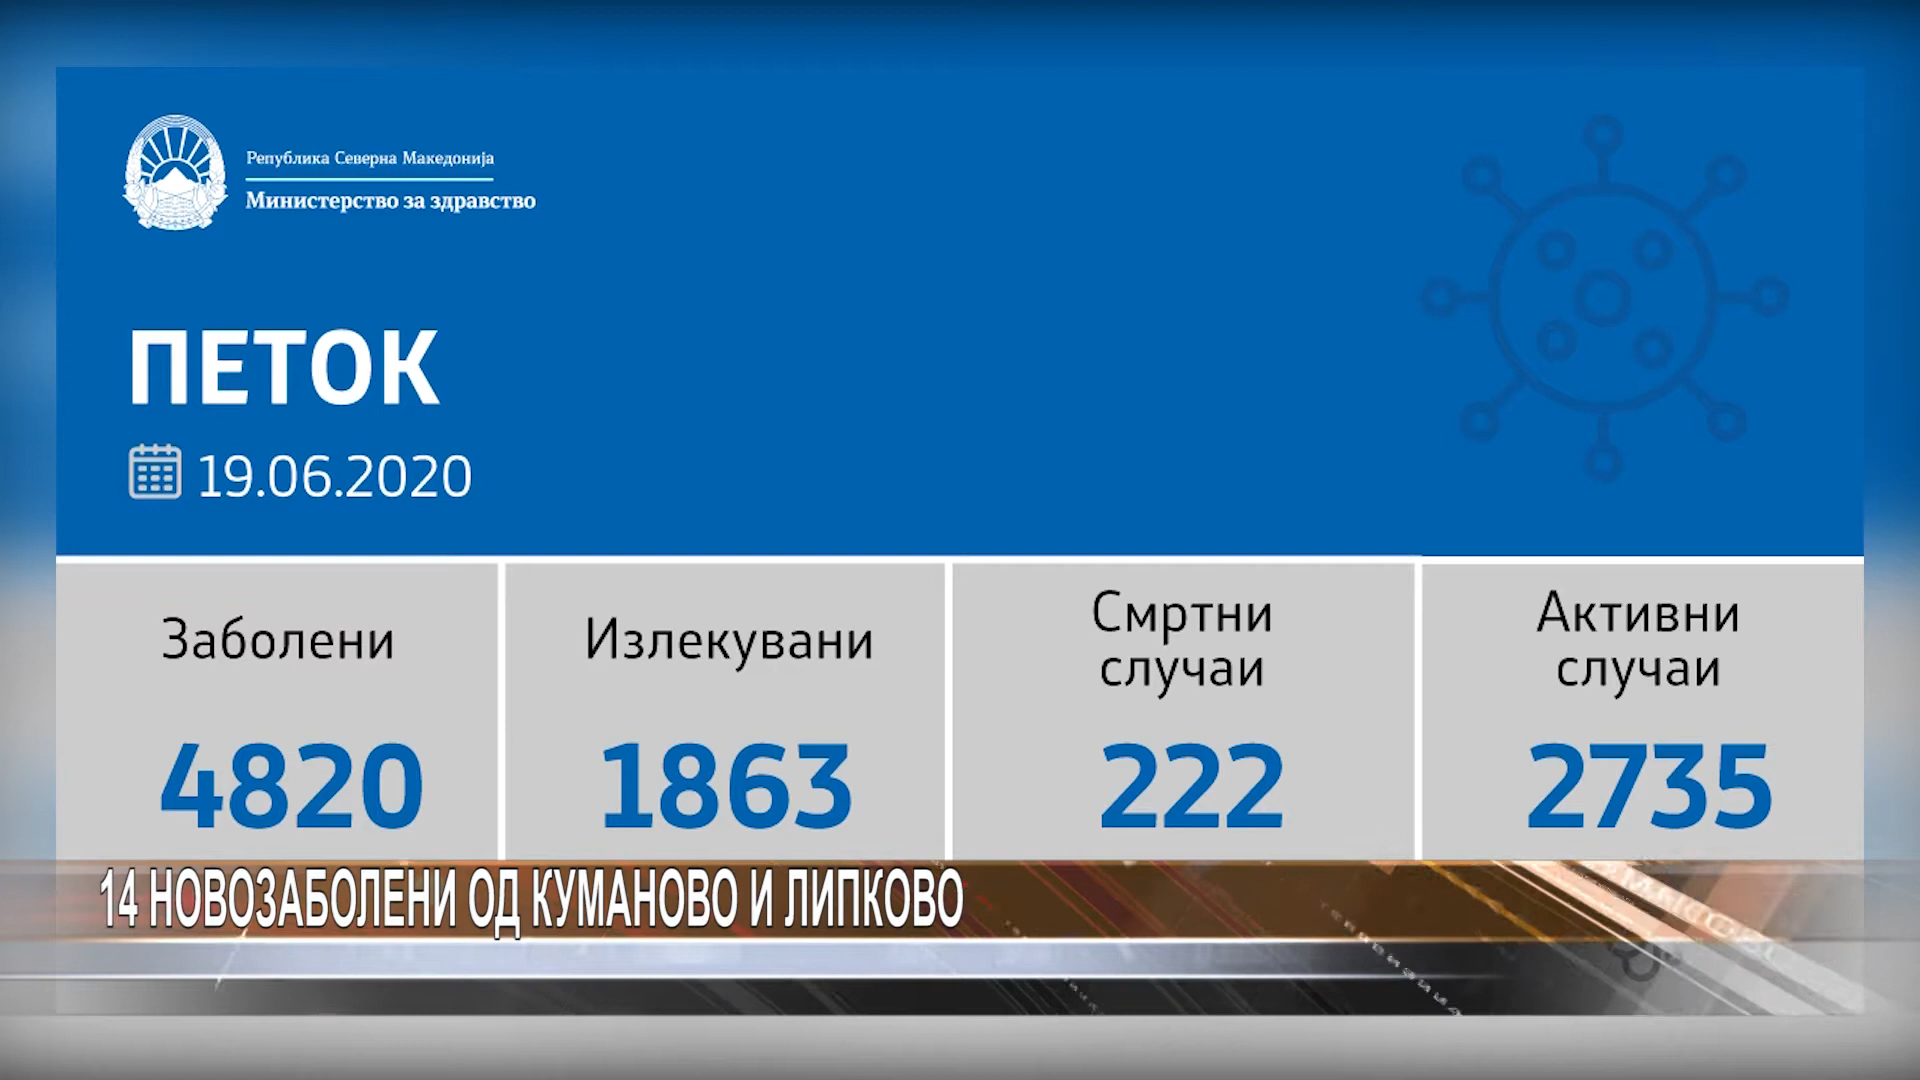 Република Северна Македонија
Министерство за здравство
ПЕТОК
19.06.2020
Заболени
Излекувани
Смртни
случаи
Активни
случаи
4820
1863
222
2735
14 НОВОЗАБОЛЕНИ ОД КУМАНОВО И ЛИПКОВО